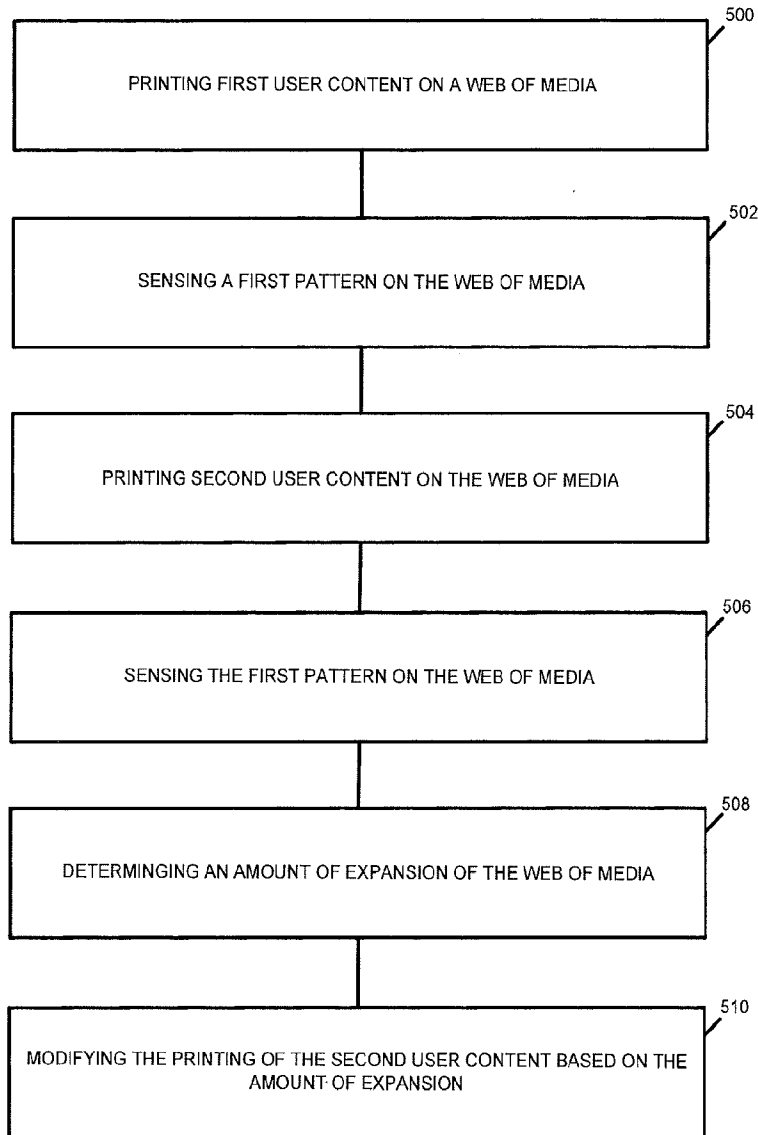 500
PRINTING FIRST USER CONTENT ON A WEB OF MEDIA
502
SENSING A FIRST PATTERN ON THE WEB OF MEDIA
504
PRINTING SECOND USER CONTENT ON THE WEB OF MEDIA
506
SENSING THE FIRST PATTERN ON THE WEB OF MEDIA
508
DETERMINGING AN AMOUNT OF EXPANSION OF THE WEB OF MEDIA
510
MODIFYING THE PRINTING OF THE SECOND USER CONTENT BASED ON THE
AMOUNT OF EXPANSION